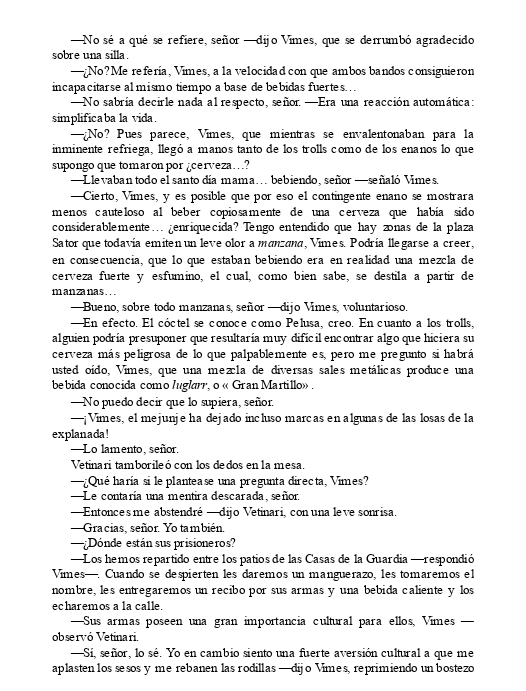 —No sé a qué se refiere, señor —dijo Vimes, que se derrumbó agradecido
sobre una silla.
—¿No? Me refería, Vimes, a la velocidad con que ambos bandos consiguieron
incapacitarse al mismo tiempo a base de bebidas fuertes…
—No sabría decirle nada al respecto, señor. —Era una reacción automática:
simplificaba la vida.
—¿No? Pues parece, Vimes, que mientras se envalentonaban para la
inminente refriega, llegó a manos tanto de los trolls como de los enanos lo que
supongo que tomaron por ¿cerveza…?
—Llevaban todo el santo día mama… bebiendo, señor —señaló Vimes.
—Cierto, Vimes, y es posible que por eso el contingente enano se mostrara
menos cauteloso al beber copiosamente de una cerveza que había sido
considerablemente… ¿enriquecida? Tengo entendido que hay zonas de la plaza
Sator que todavía emiten un leve olor a manzana, Vimes. Podría llegarse a creer,
en consecuencia, que lo que estaban bebiendo era en realidad una mezcla de
cerveza fuerte y esfumino, el cual, como bien sabe, se destila a partir de
manzanas…
—Bueno, sobre todo manzanas, señor —dijo Vimes, voluntarioso.
—En efecto. El cóctel se conoce como Pelusa, creo. En cuanto a los trolls,
alguien podría presuponer que resultaría muy difícil encontrar algo que hiciera su
cerveza más peligrosa de lo que palpablemente es, pero me pregunto si habrá
usted oído, Vimes, que una mezcla de diversas sales metálicas produce una
bebida conocida como luglarr, o « Gran Martillo» .
—No puedo decir que lo supiera, señor.
—¡Vimes, el mejunje ha dejado incluso marcas en algunas de las losas de la
explanada!
—Lo lamento, señor.
Vetinari tamborileó con los dedos en la mesa.
—¿Qué haría si le plantease una pregunta directa, Vimes?
—Le contaría una mentira descarada, señor.
—Entonces me abstendré —dijo Vetinari, con una leve sonrisa.
—Gracias, señor. Yo también.
—¿Dónde están sus prisioneros?
—Los hemos repartido entre los patios de las Casas de la Guardia —respondió
Vimes—. Cuando se despierten les daremos un manguerazo, les tomaremos el
nombre, les entregaremos un recibo por sus armas y una bebida caliente y los
echaremos a la calle.
—Sus armas poseen una gran importancia cultural para ellos, Vimes —
observó Vetinari.
—Sí, señor, lo sé. Yo en cambio siento una fuerte aversión cultural a que me
aplasten los sesos y me rebanen las rodillas —dijo Vimes, reprimiendo un bostezo